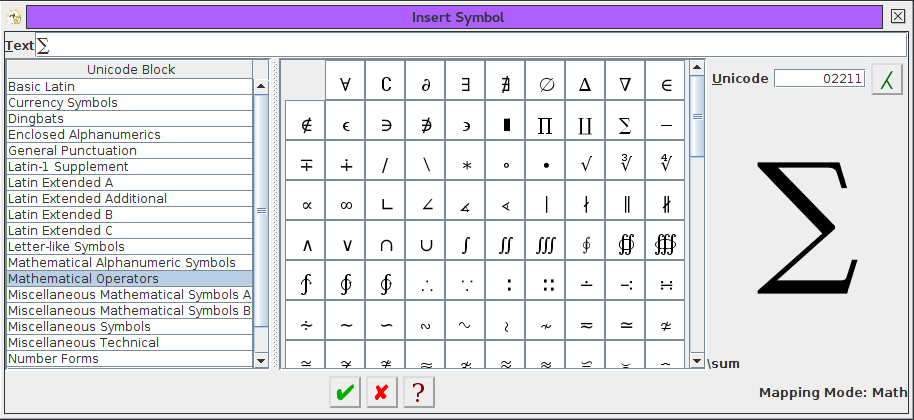 Insert Symbol
Text ∑
Unicode Block
Basic Latin
Currency Symbols
Dingbats
Enclosed Alphanumerics
General Punctuation
Latin-1 Supplement
Latin Extended A
Latin Extended Additional
Latin Extended B
Latin Extended C
Letter-like Symbols
Mathematical Alphanumeric Symbols
Mathematical Operators
Miscellaneous Mathematical Symbols A
Miscellaneous Mathematical Symbols B
Miscellaneous Symbols
Miscellaneous Technical
Number Forms
∀ ∁ ∂ ∃ ∄ ∅ ∆ ∇ ∈
∉ ∊ ∋ ∌ ∍ ∎ ∏ ∐ ∑ −
∓ ∔ ∕ ∖ ∗ ∘ ∙ √ ∛ ∜
∝ ∞ ∟ ∠ ∡ ∢ ∣ ∤ ∥ ∦
∧ ∨ ∩ ∪ ∫ ∬ ∭ ∮ ∯ ∰
∱ ∲ ∳ ∴ ∵ ∶ ∷ ∸ ∹ ∺
∻ ∼ ∽ ∾ ∿ ≀ ≁ ≂ ≃ ≄
Unicode 02211
∑
\sum
?
Mapping Mode: Math